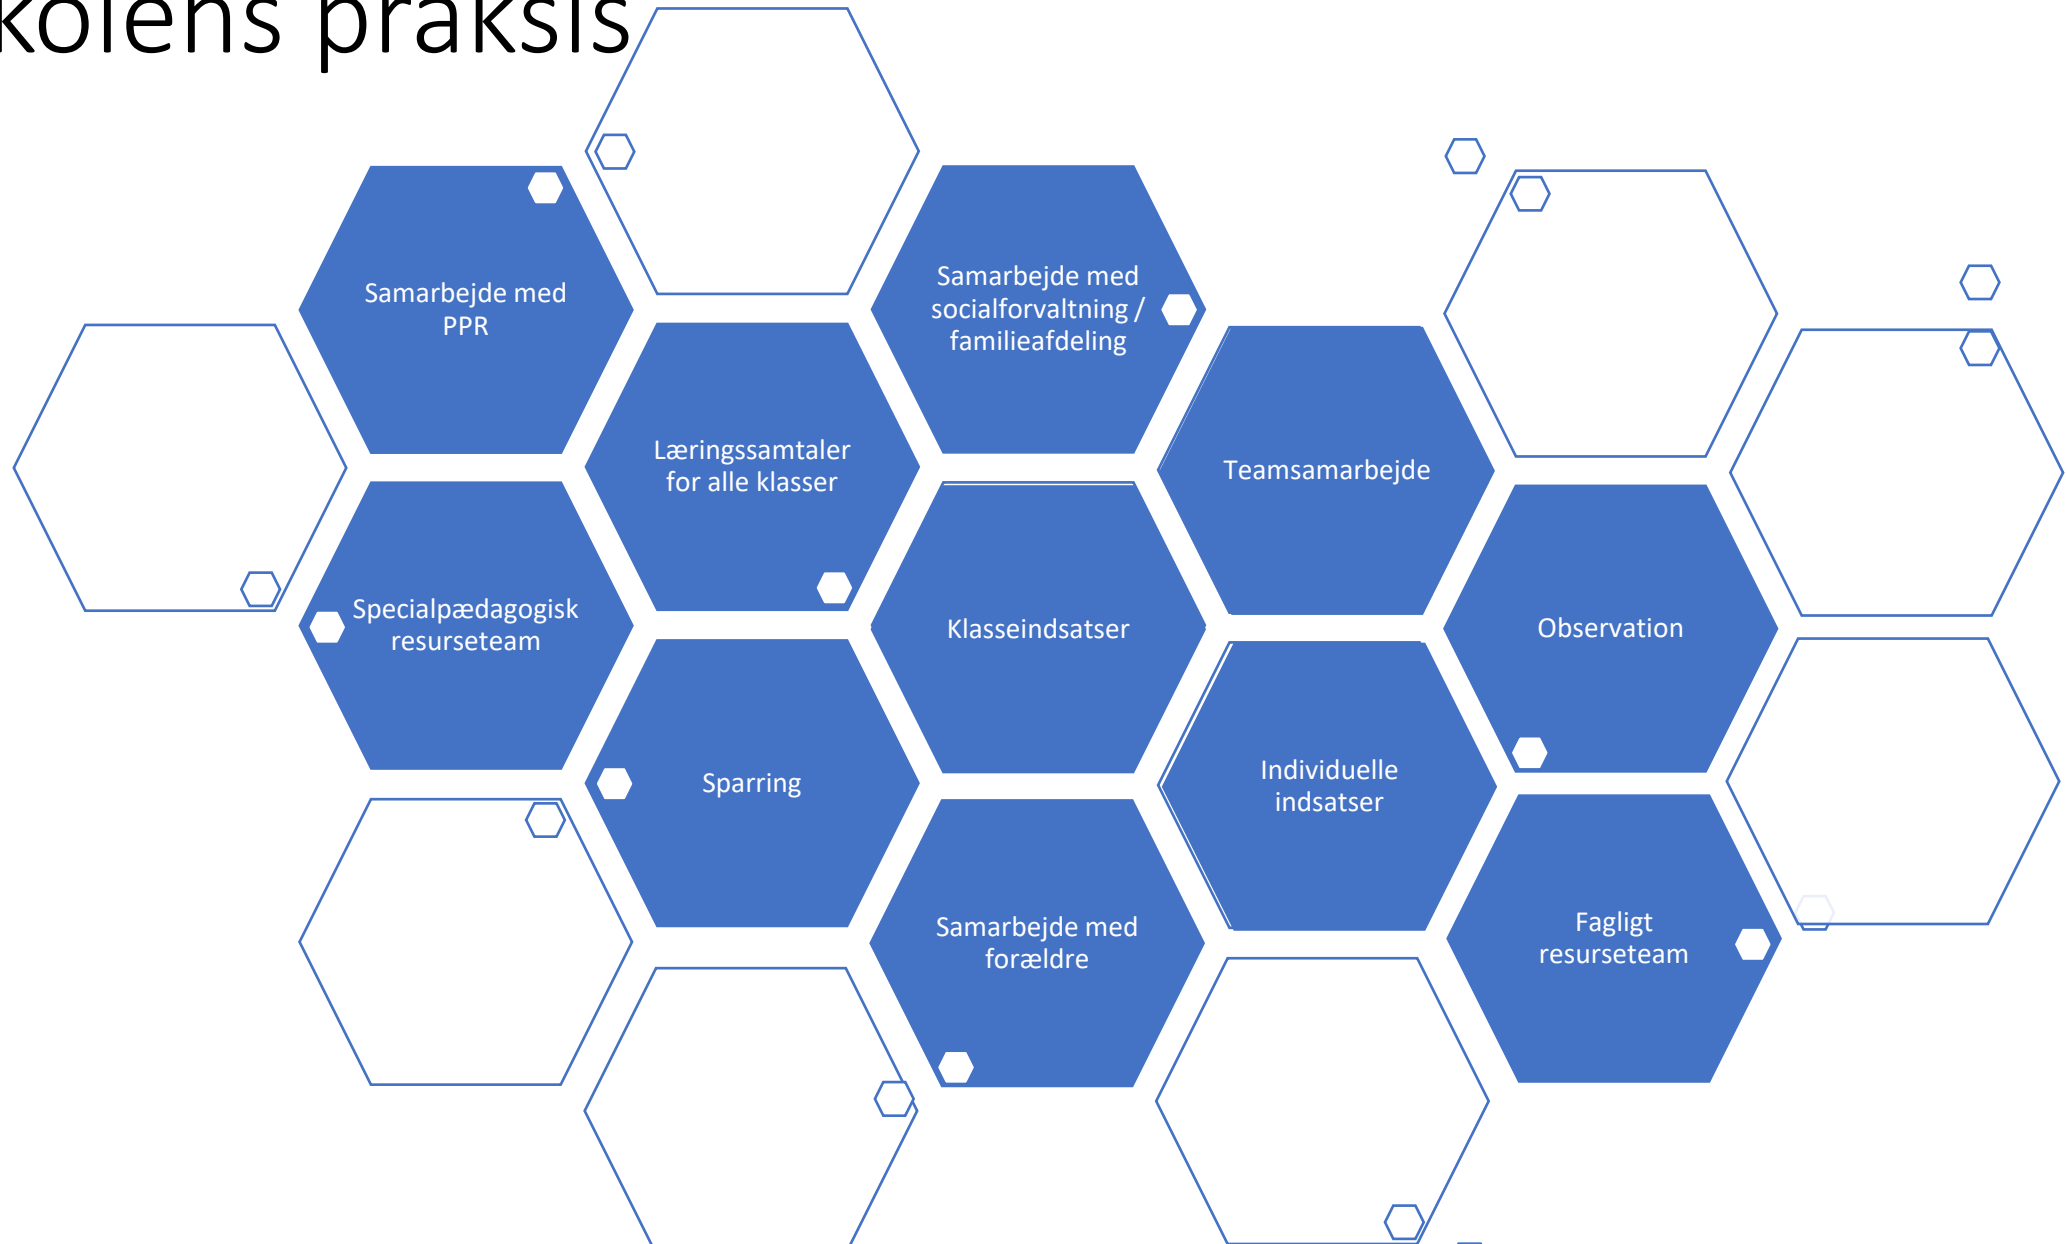 kolens praksis
Samarbejde med
PPR
Samarbejde med
socialforvaltning /
familieafdeling
Læringssamtaler
for alle klasser
Teamsamarbejde
Specialpædagogisk
resurseteam
Klasseindsatser
Observation
Sparring
Individuelle
indsatser
Samarbejde med
forældre
Fagligt
resurseteam